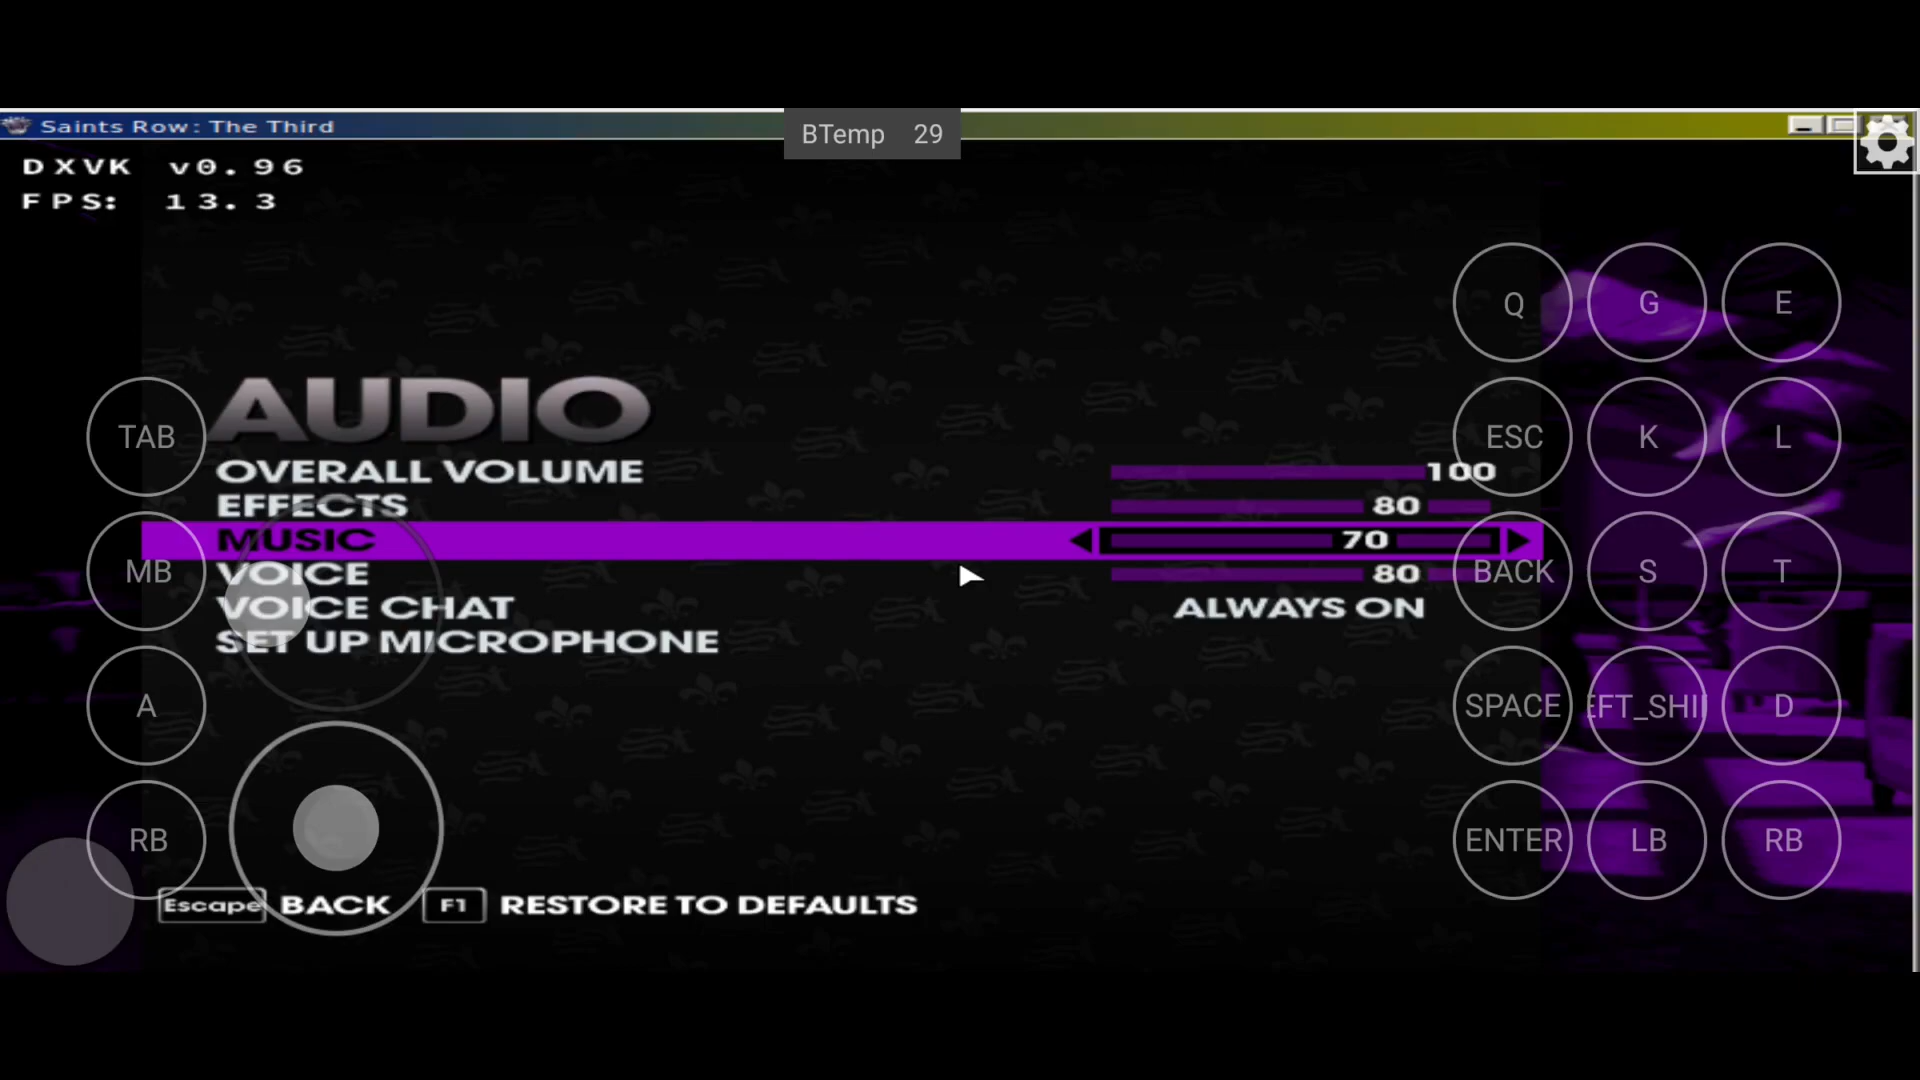 Saints Row: The Third
BTemp 29
DXVK v0.96
FPS: 13.3
Q G E
TAB
AUDIO
ESC K L
OVERALL VOLUME 100
EFFECTS 80
MUSIC 70
MB
VOICE 80
BACK S T
VOICE CHAT ALWAYS ON
SET UP MICROPHONE
A
SPACE EFT_SHI D
RB
ENTER LB RB
Escape BACK F1 RESTORE TO DEFAULTS